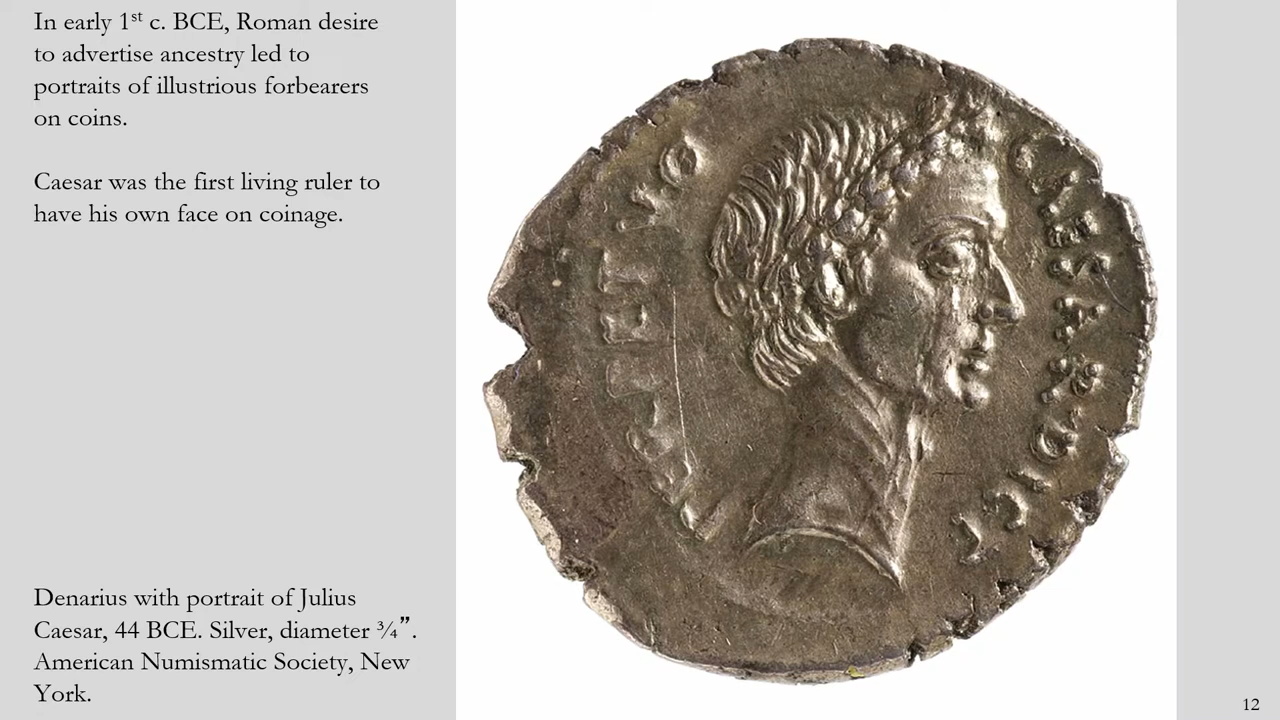 In early 1st c. BCE, Roman desire
to advertise ancestry led to
portraits of illustrious forbearers
on coins.
Caesar was the first living ruler to
have his own face on coinage.
Denarius with portrait of Julius
Caesar, 44 BCE. Silver, diameter ¾”.
American Numismatic Society, New
York.
CAESAR·DICT
12